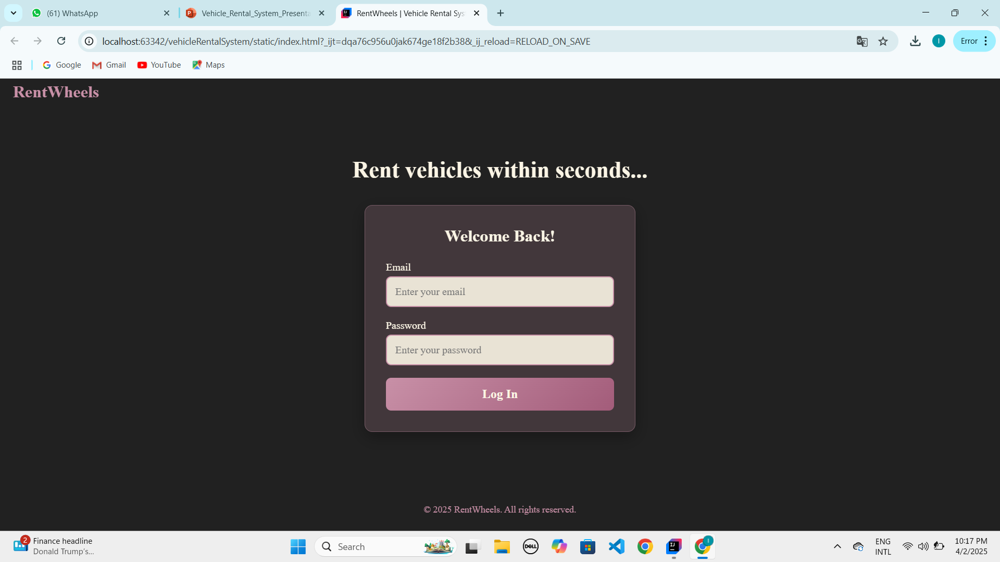 (61) WhatsApp
Vehicle_Rental_System_Presenta
RentWheels | Vehicle Rental Sys
localhost:63342/vehicleRentalSystem/static/index.html?_ijt=dqa76c956u0jak674ge18f2b38&_ij_reload=RELOAD_ON_SAVE
Error
Google
Gmail
YouTube
Maps
RentWheels
Rent vehicles within seconds...
Welcome Back!
Email
Enter your email
Password
Enter your password
Log In
© 2025 RentWheels. All rights reserved.
2
Finance headline
Donald Trump's...
Search
DELL
ENG
INTL
10:17 PM
4/2/2025